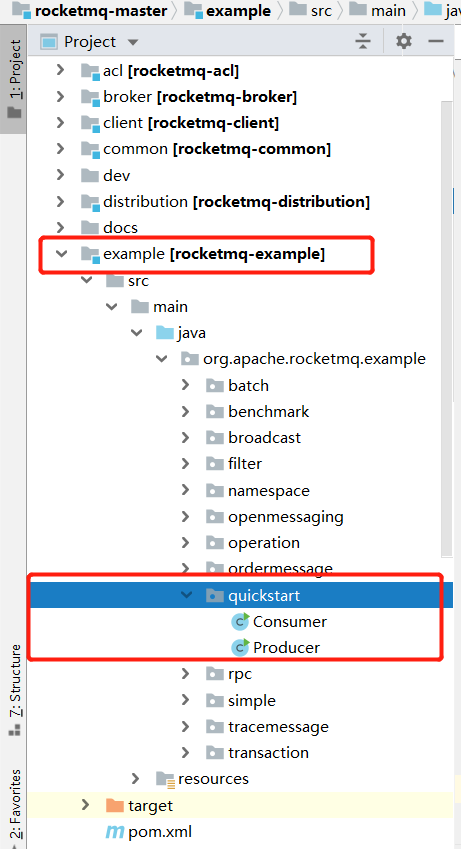 rocketmq-master example src main jav
1: Project
Project
acl [rocketmq-acl]
broker [rocketmq-broker]
client [rocketmq-client]
common [rocketmq-common]
dev
distribution [rocketmq-distribution]
docs
example [rocketmq-example]
src
main
java
org.apache.rocketmq.example
batch
benchmark
broadcast
filter
namespace
openmessaging
operation
ordermessage
quickstart
Consumer
Producer
rpc
simple
tracemessage
transaction
resources
target
pom.xml
7: Structure
2: Favorites